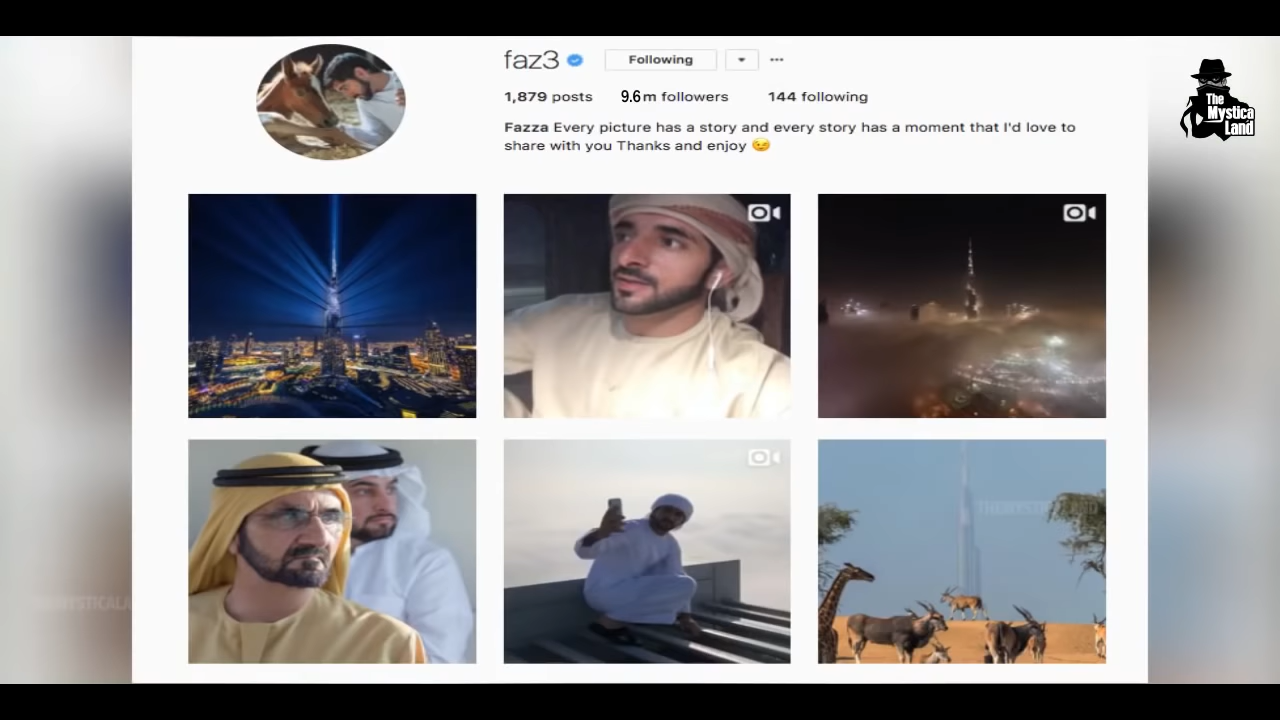 faz3 Following
1,879 posts 9.6m followers 144 following
Fazza Every picture has a story and every story has a moment that I'd love to
share with you Thanks and enjoy 😉
The
Mystica
Land
THEMYSTICALAND